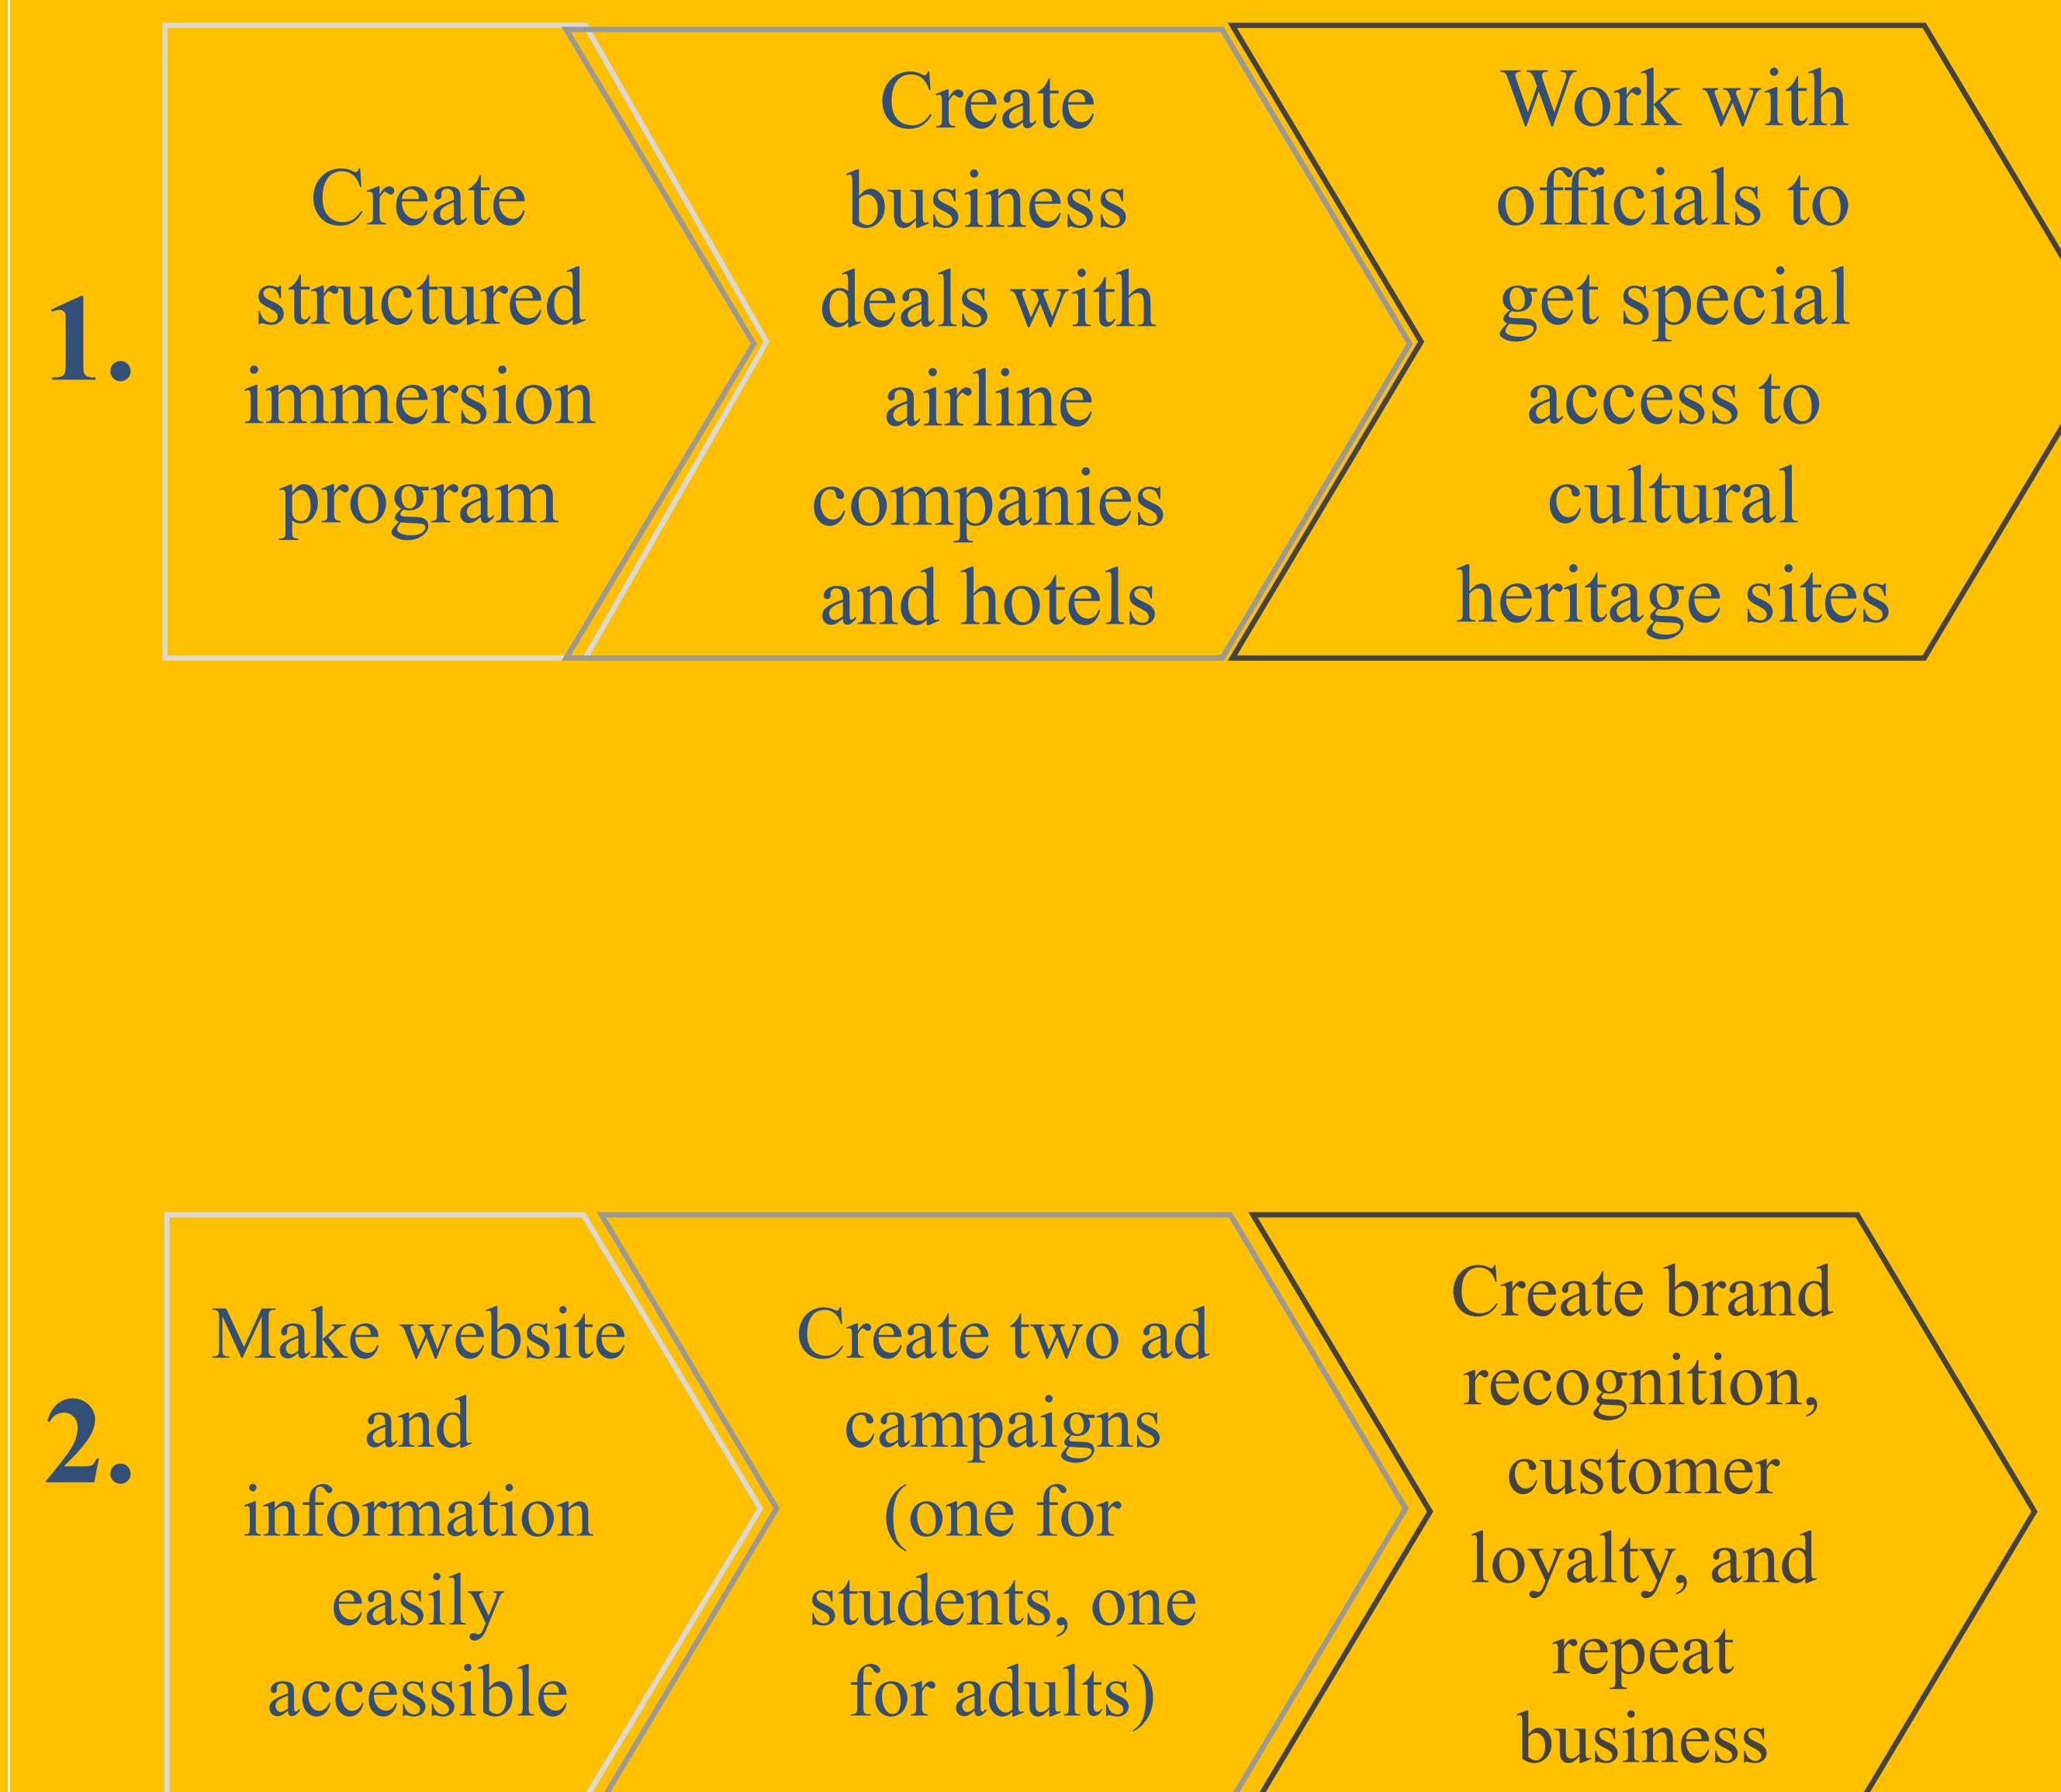 1.
Create
structured
immersion
progam
Create
business
deals with
airline
companies
and hotels
Work with
officials to
get special
access to
cultural
heritage sites
2.
Make website
and
information
easily
accessible
Create two ad
campaigns
(one for
students, one
for adults)
Create band
recognition,
customer
loyalty, and
repeat
business